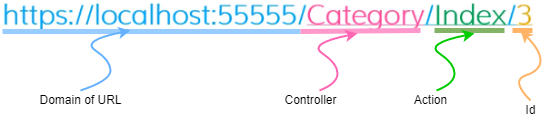 https://localhost:55555/Category/Index/3
Domain of URL Controller Action Id